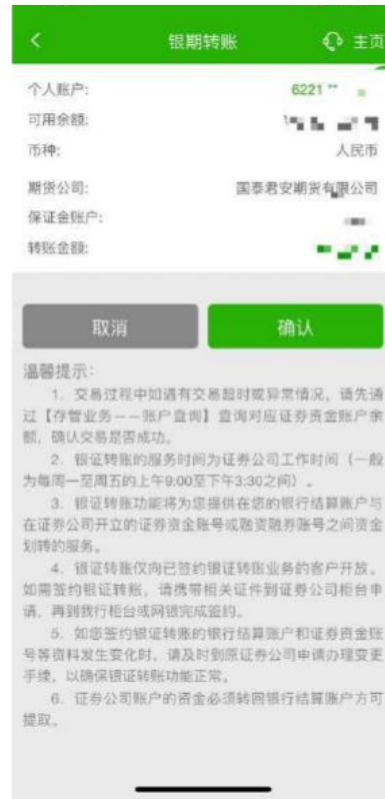 银期转账 主页
个人账户: 6221 **
可用余额:
币种: 人民币
期货公司: 国泰君安期货有限公司
保证金账户:
转账金额:
取消 确认
温馨提示:
1. 交易过程中如遇有交易超时或异常情况,请先通
过【存管业务——账户查询】查询对应证券资金账户余
额,确认交易是否成功。
2. 银证转账的服务时间为证券公司工作时间(一般
为每周一至周五的上午9:00至下午3:30之间)。
3. 银证转账功能将为您提供在您的银行结算账户与
在证券公司开立的证券资金账号或融资融券账号之间资金
划转的服务。
4. 银证转账仅向已签约银证转账业务的客户开放。
如需签约银证转账,请携带相关证件到证券公司柜台申
请,再到我行柜台或网银完成签约。
5. 如您签约银证转账的银行结算账户和证券资金账
号等资料发生变化时,请及时到原证券公司申请办理变更
手续,以确保银证转账功能正常。
6. 证券公司账户的资金必须转回银行结算账户方可
提取。